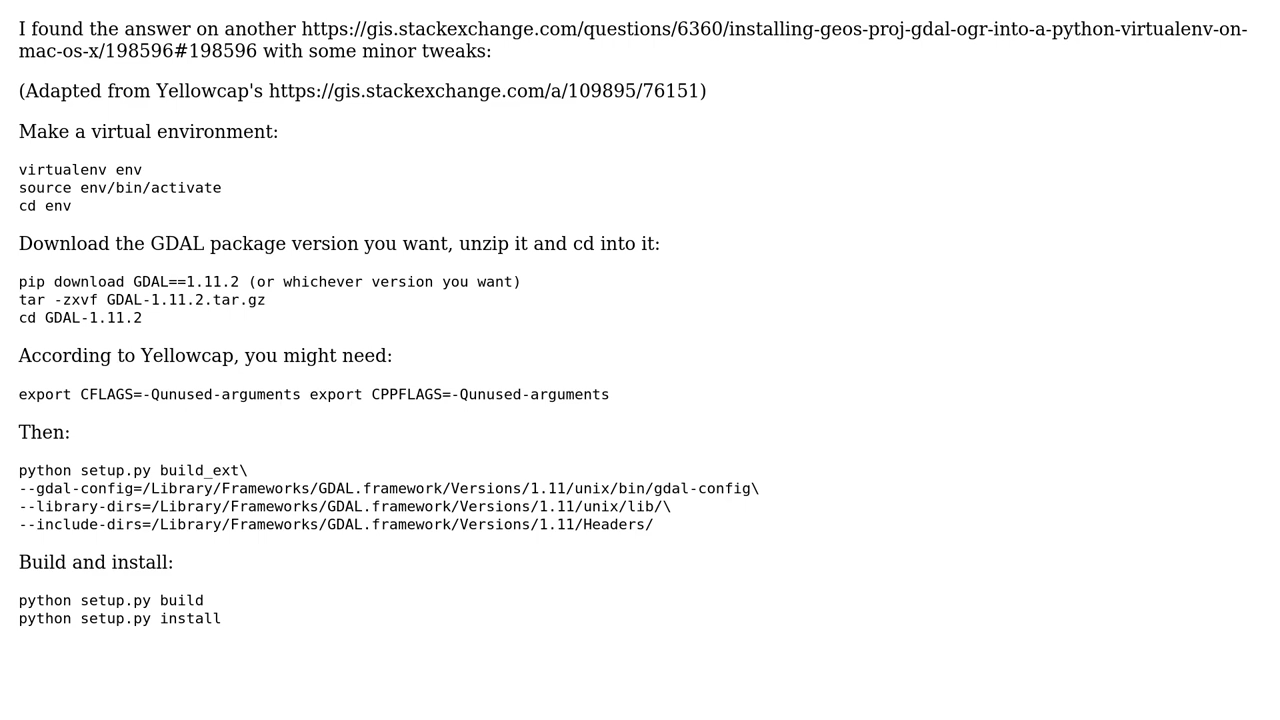 I found the answer on another https://gis.stackexchange.com/questions/6360/installing-geos-proj-gdal-ogr-into-a-python-virtualenv-on-
mac-os-x/198596#198596 with some minor tweaks:
(Adapted from Yellowcap's https://gis.stackexchange.com/a/109895/76151)
Make a virtual environment:
virtualenv env
source env/bin/activate
cd env
Download the GDAL package version you want, unzip it and cd into it:
pip download GDAL==1.11.2 (or whichever version you want)
tar -zxvf GDAL-1.11.2.tar.gz
cd GDAL-1.11.2
According to Yellowcap, you might need:
export CFLAGS=-Qunused-arguments export CPPFLAGS=-Qunused-arguments
Then:
python setup.py build_ext\
--gdal-config=/Library/Frameworks/GDAL.framework/Versions/1.11/unix/bin/gdal-config\
--library-dirs=/Library/Frameworks/GDAL.framework/Versions/1.11/unix/lib/\
--include-dirs=/Library/Frameworks/GDAL.framework/Versions/1.11/Headers/
Build and install:
python setup.py build
python setup.py install